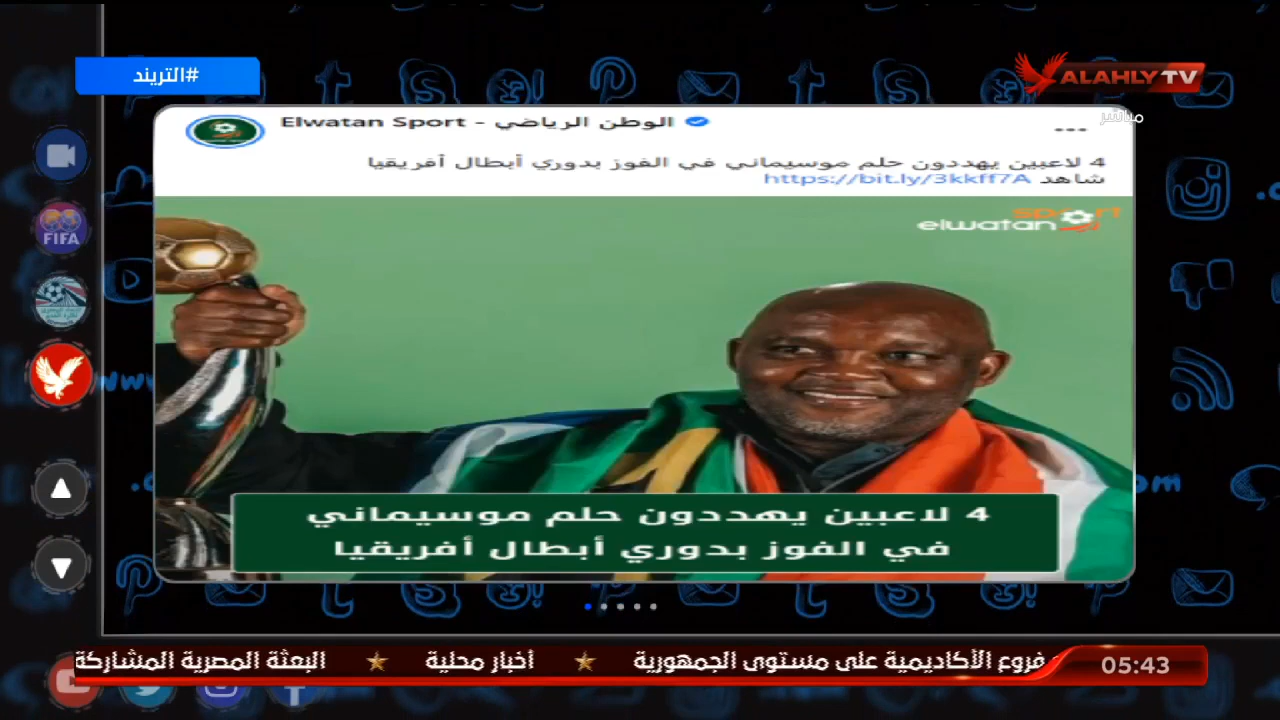 #التريند
ALAHLY TV
مباشر
Elwatan Sport - الوطن الرياضي
4 لاعبين يهددون حلم موسيماني في الفوز بدوري أبطال أفريقيا
شاهد https://bit.ly/3kkff7A
sport
elwatan
FIFA
4 لاعبين يهددون حلم موسيماني
في الفوز بدوري أبطال أفريقيا
فروع الأكاديمية على مستوى الجمهورية ★ أخبار محلية ★ البعثة المصرية المشاركة
05:43